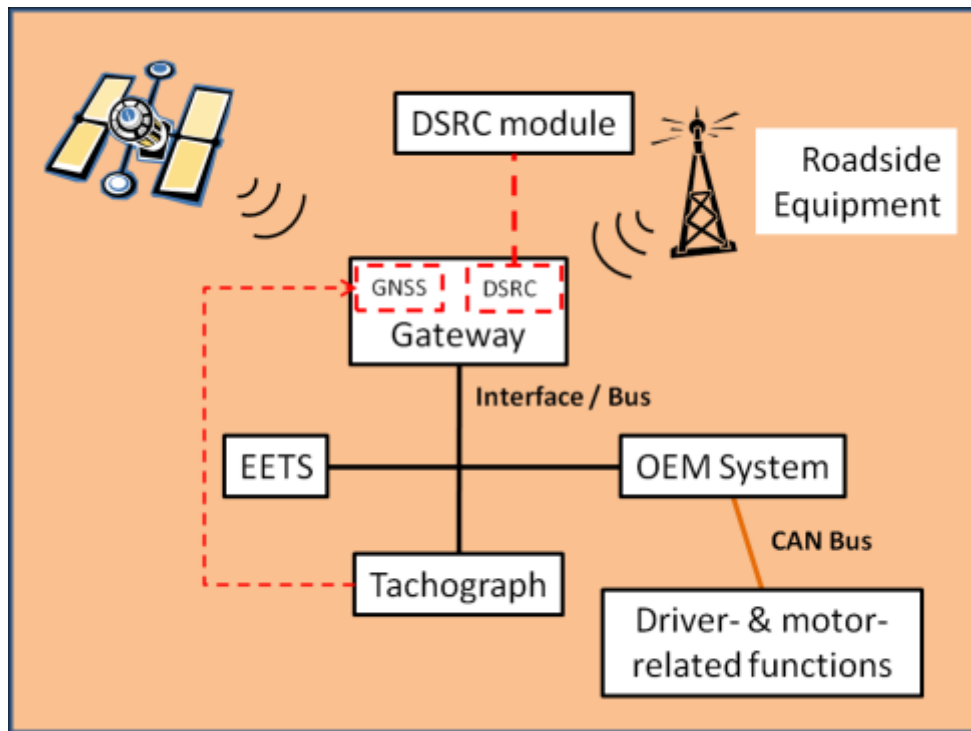 DSRC module
Roadside
Equipment
GNSS
DSRC
Gateway
Interface / Bus
EETS
OEM System
CAN Bus
Tachograph
Driver- & motor-
related functions